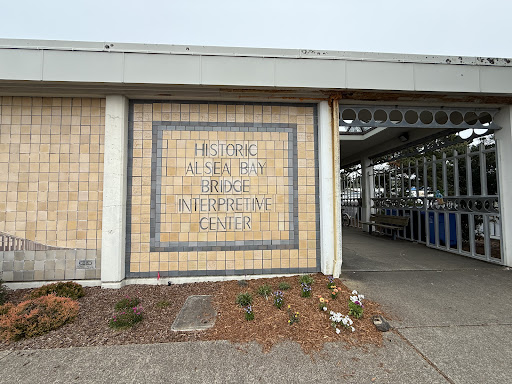 HISTORIC
ALSEA BAY
BRIDGE
INTERPRETIVE
CENTER